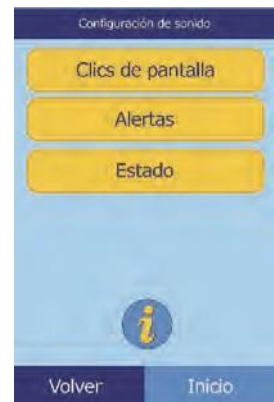 Configuración de sonido
Clics de pantalla
Alertas
Estado
i
Volver Inicio